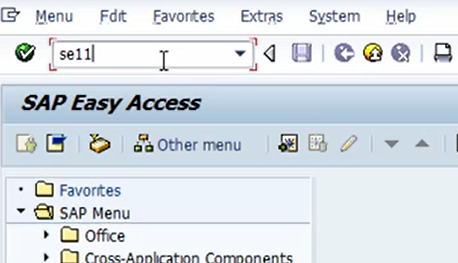 Menu Edit Favorites Extras System Help
se11
SAP Easy Access
Other menu
Favorites
SAP Menu
Office
Cross-Application Components